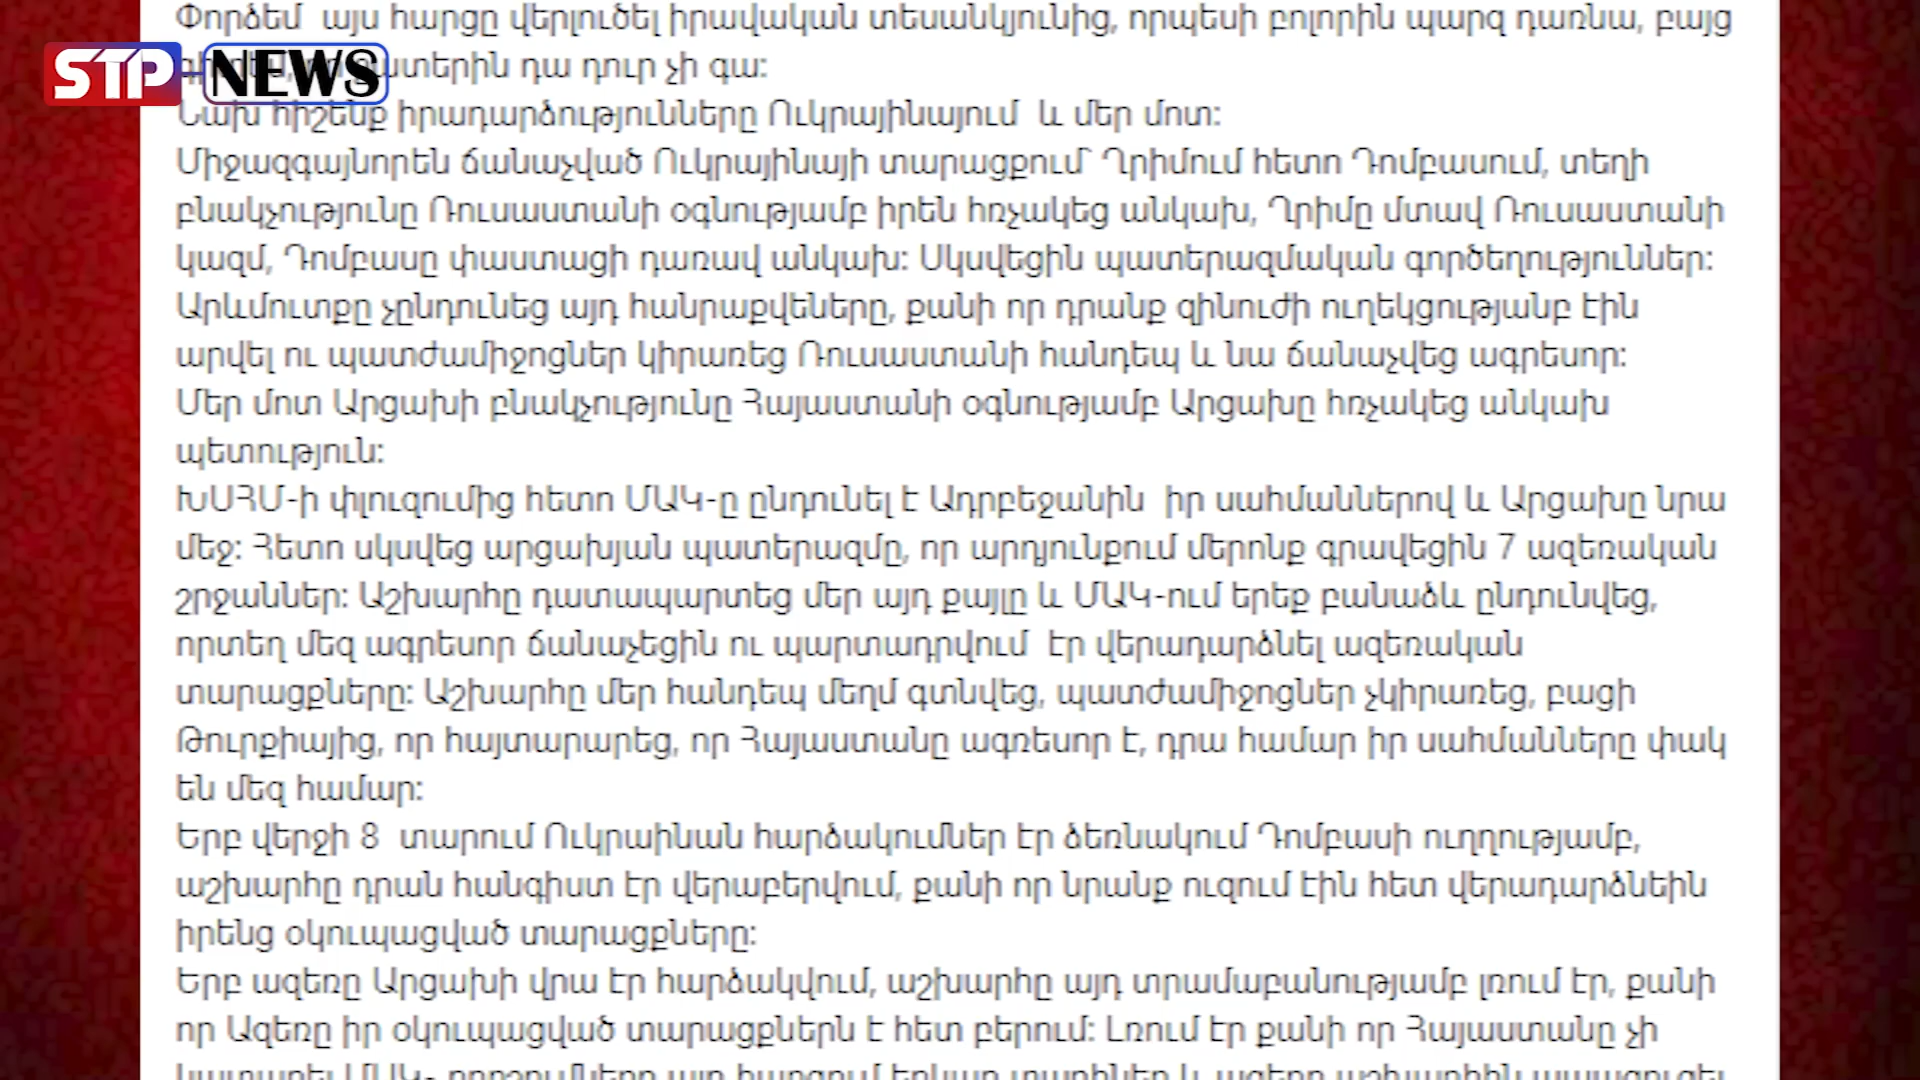 Փորձեմ այս հարցը վերլուծել իրավական տեսանկյունից, որպեսի բոլորին պարզ դառնա, բայց
STP NEWS
դա դուր չի գա:
Նախ հիշենք իրադարձությունները Ուկրայինայում և մեր մոտ:
Միջազգայնորեն ճանաչված Ուկրայինայի տարացքում՝ Ղրիմում հետո Դոմբասում, տեղի
բնակչությունը Ռուսաստանի օգնությամբ իրեն հռչակեց անկախ, Ղրիմը մտավ Ռուսաստանի
կազմ, Դոմբասը փաստացի դառավ անկախ: Սկսվեցին պատերազմական գործեղություններ:
Արևմուտքը չընդունեց այդ հանրաքվեները, քանի որ դրանք զինուժի ուղեկցությանբ էին
արվել ու պատժամիջոցներ կիրառեց Ռուսաստանի հանդեպ և նա ճանաչվեց ագրեսոր:
Մեր մոտ Արցախի բնակչությունը Հայաստանի օգնությամբ Արցախը հռչակեց անկախ
պետություն:
ԽՍՀՄ-ի փլուզումից հետո ՄԱԿ-ը ընդունել է Ադրբեջանին իր սահմաններով և Արցախը նրա
մեջ: Հետո սկսվեց արցախյան պատերազմը, որ արդյունքում մերոնք գրավեցին 7 ազեռական
շրջաններ: Աշխարհը դատապարտեց մեր այդ քայլը և ՄԱԿ-ում երեք բանաձև ընդունվեց,
որտեղ մեզ ագրեսոր ճանաչեցին ու պարտադրվում էր վերադարձնել ազեռական
տարացքները: Աշխարհը մեր հանդեպ մեղմ գտնվեց, պատժամիջոցներ չկիրառեց, բացի
Թուրքիայից, որ հայտարարեց, որ Հայաստանը ագռեսոր է, դրա համար իր սահմանները փակ
են մեզ համար:
Երբ վերջի 8 տարում Ուկրաինան հարձակումներ էր ձեռնակում Դոմբասի ուղղությամբ,
աշխարհը դրան հանգիստ էր վերաբերվում, քանի որ նրանք ուզում էին հետ վերադարձնեին
իրենց օկուպացված տարացքները:
Երբ ազեռը Արցախի վրա էր հարձակվում, աշխարհը այդ տրամաբանությամբ լռում էր, քանի
որ Ազեռը իր օկուպացված տարացքներն է հետ բերում: Լռում էր քանի որ Հայաստանը չի